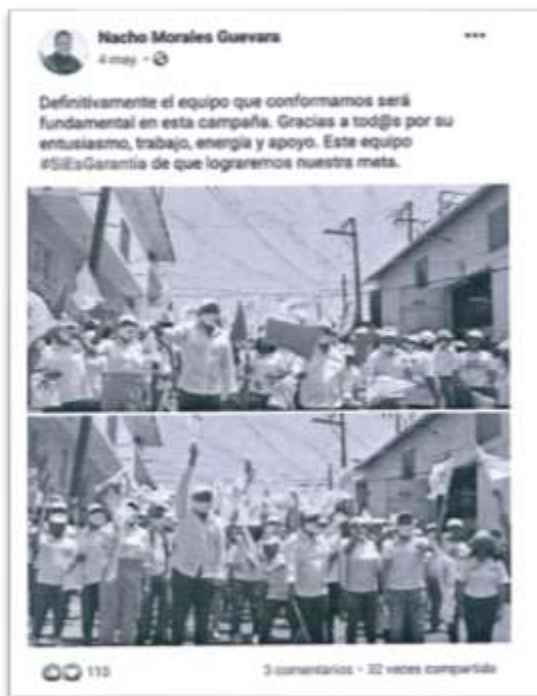 Nacho Morales Guevara
4 may. ·
Definitivamente el equipo que conformamos será
fundamental en esta campaña. Gracias a tod@s por su
entusiasmo, trabajo, energía y apoyo. Este equipo
#SiEsGarantía de que lograremos nuestra meta.
110
3 comentarios · 32 veces compartido